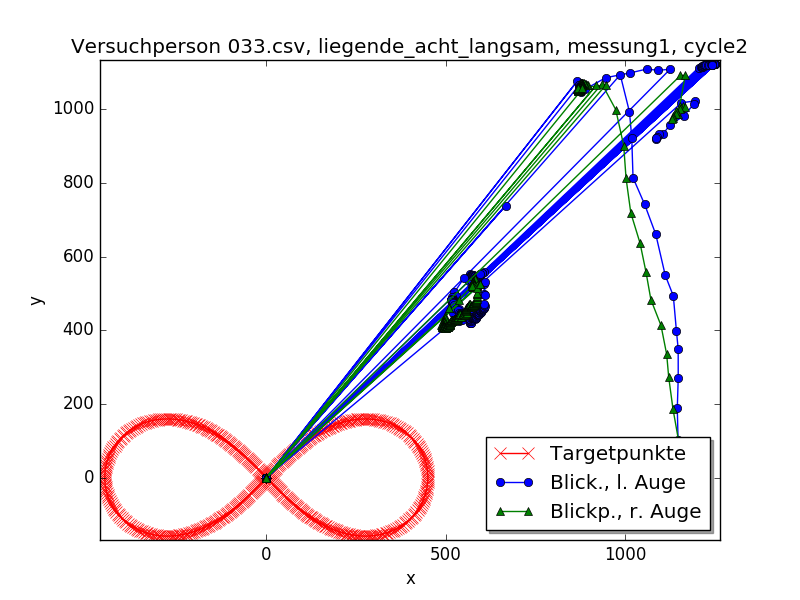 Versuchperson 033.csv, liegende_acht_langsam, messung1, cycle2
1000
800
600
400
200
0
y
0
500
1000
x
Targetpunkte
Blick., l. Auge
Blickp., r. Auge